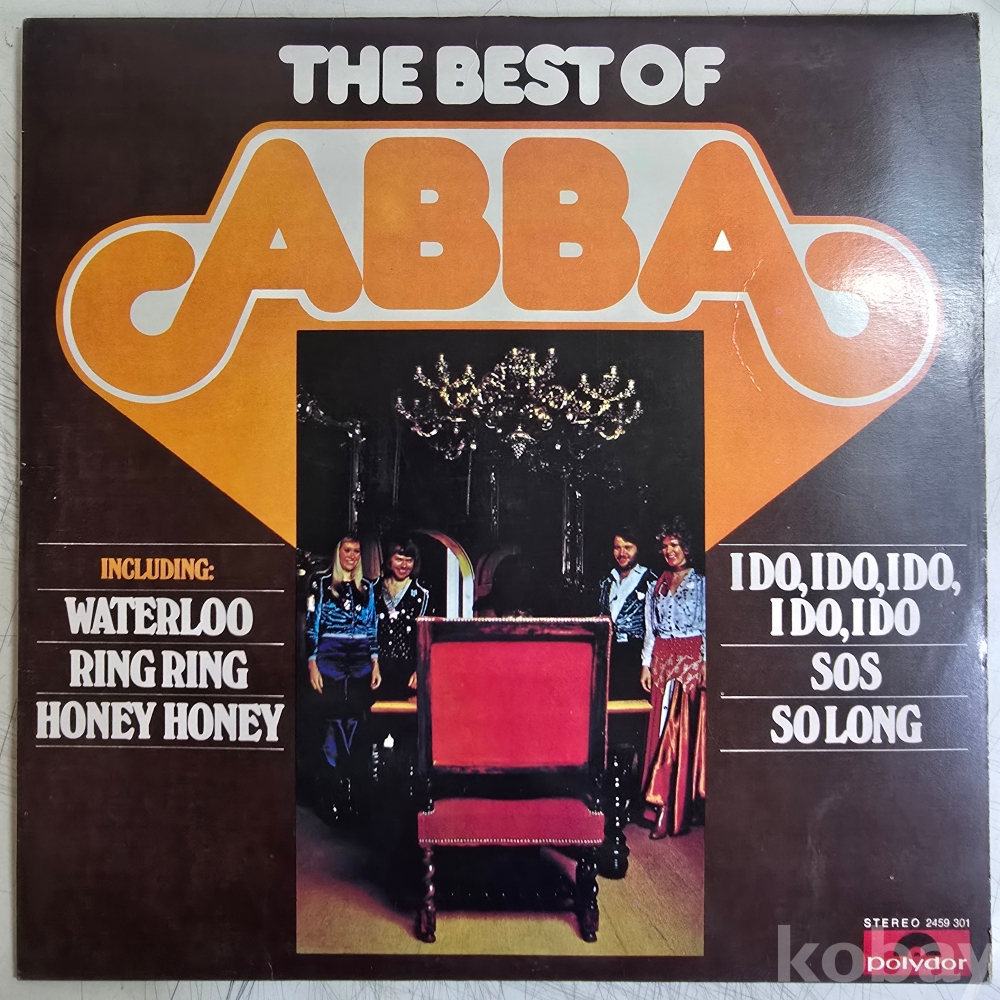 THE BEST OF
ABBA
INCLUDING:
WATERLOO
RING RING
HONEY HONEY
I DO, I DO, I DO,
I DO, I DO
SOS
SO LONG
STEREO 2459 301
polydor
kobay